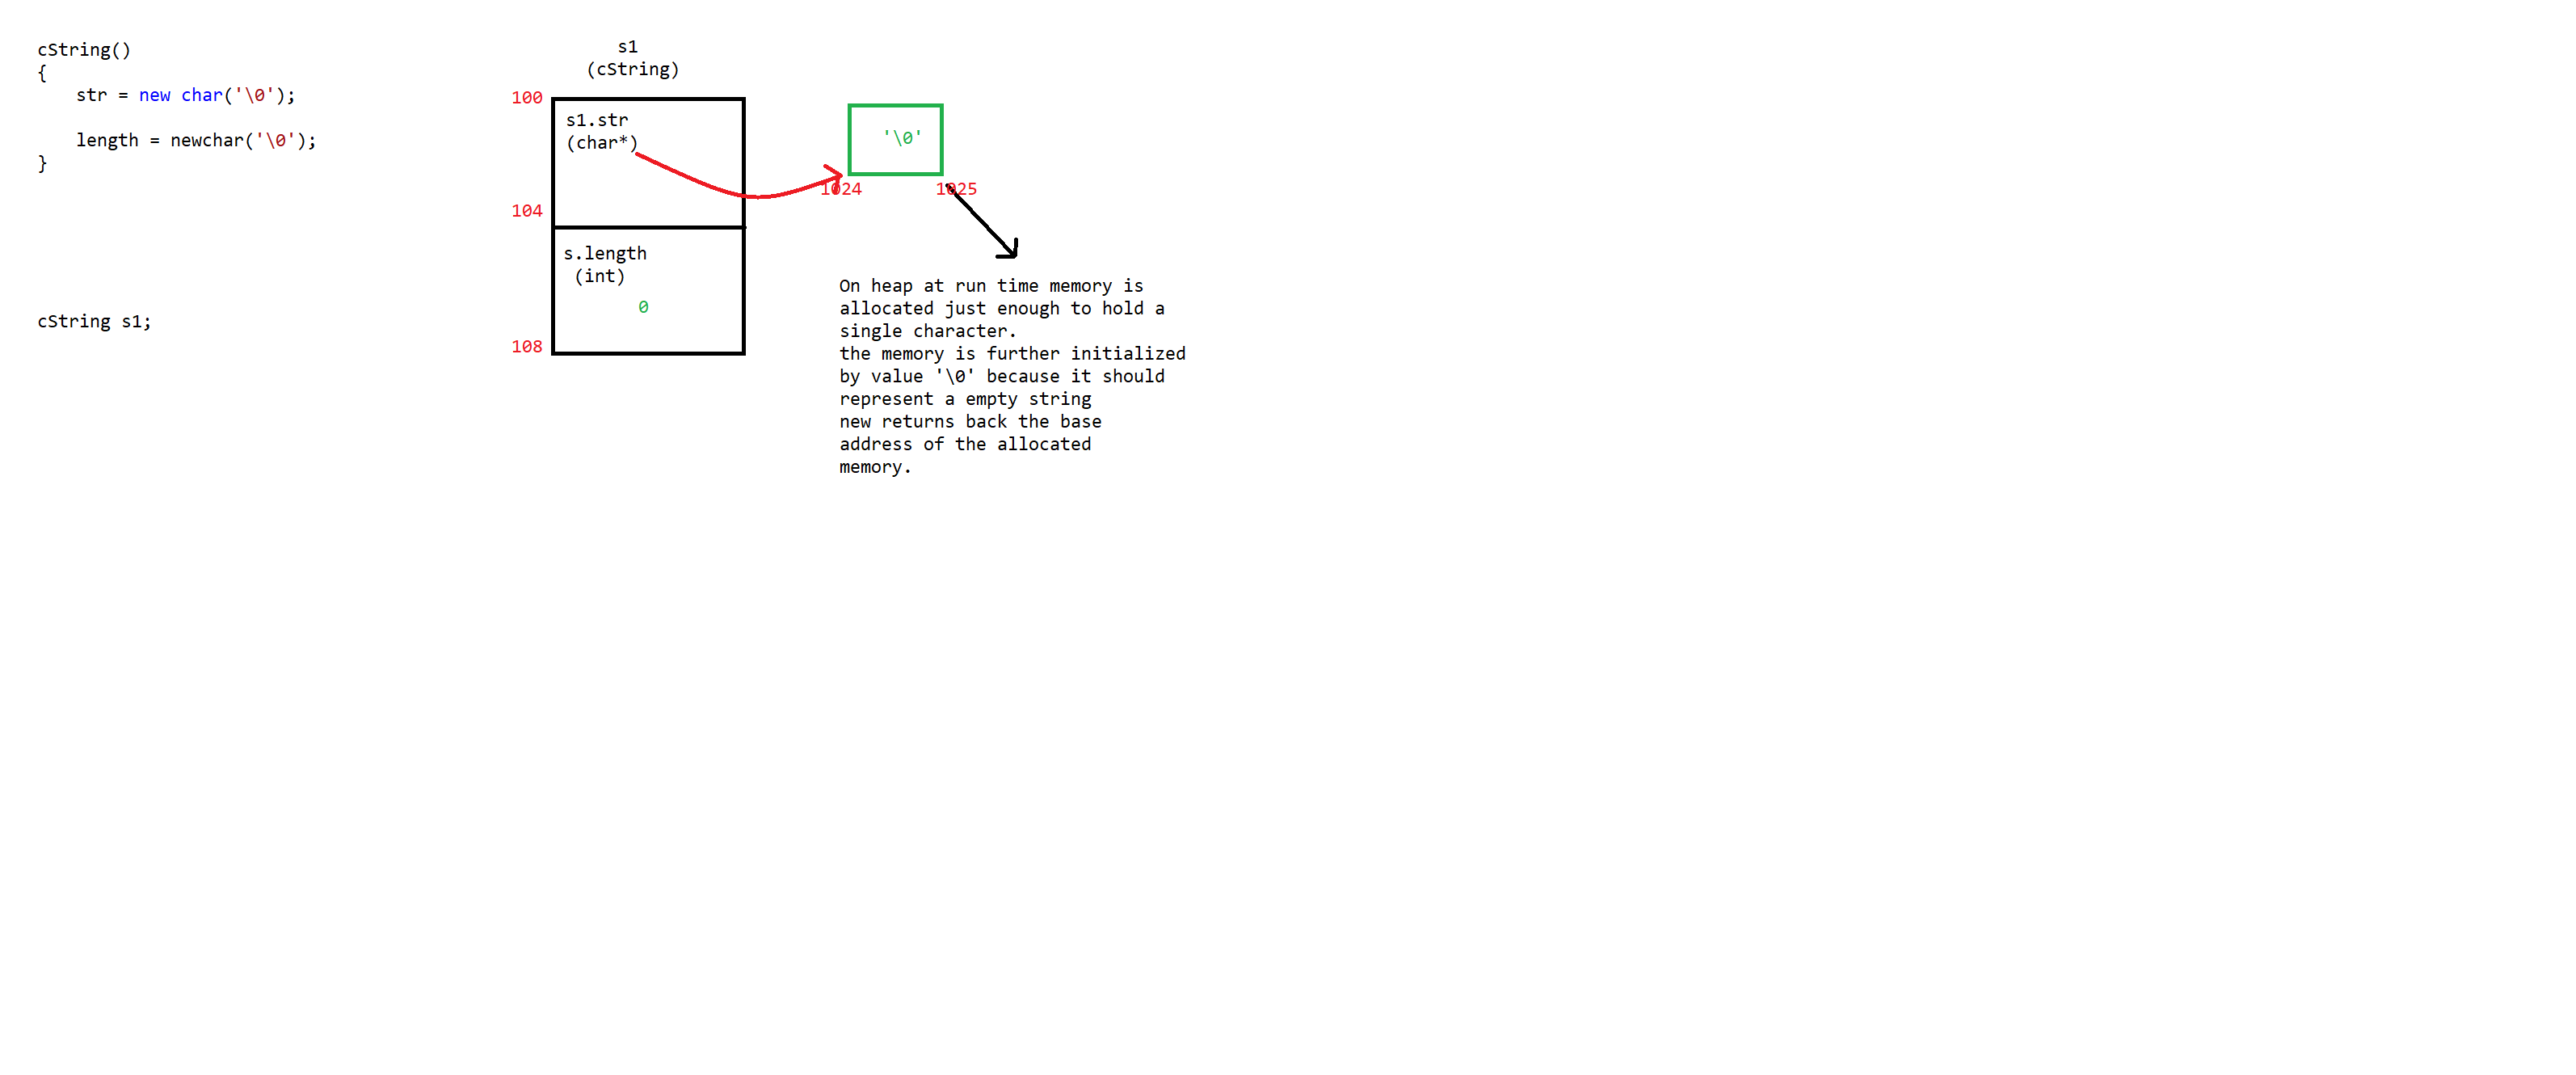 cString()
{
str = new char('\0');
length = newchar('\0');
}
cString s1;
s1
(cString)
100
s1.str
(char*)
104
s.length
(int)
0
108
'\0'
1024
1025
On heap at run time memory is
allocated just enough to hold a
single character.
the memory is further initialized
by value '\0' because it should
represent a empty string
new returns back the base
address of the allocated
memory.